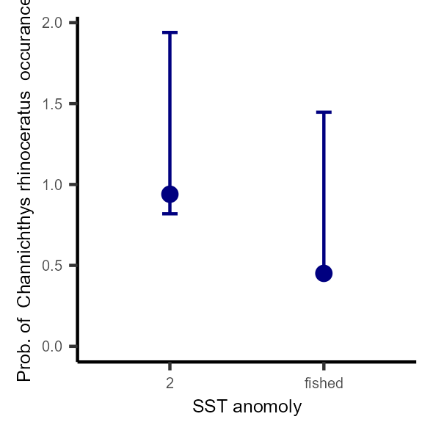 Prob. of Channichthys rhinoceratus occurance
2.0
1.5
1.0
0.5
0.0
2
fished
SST anomoly